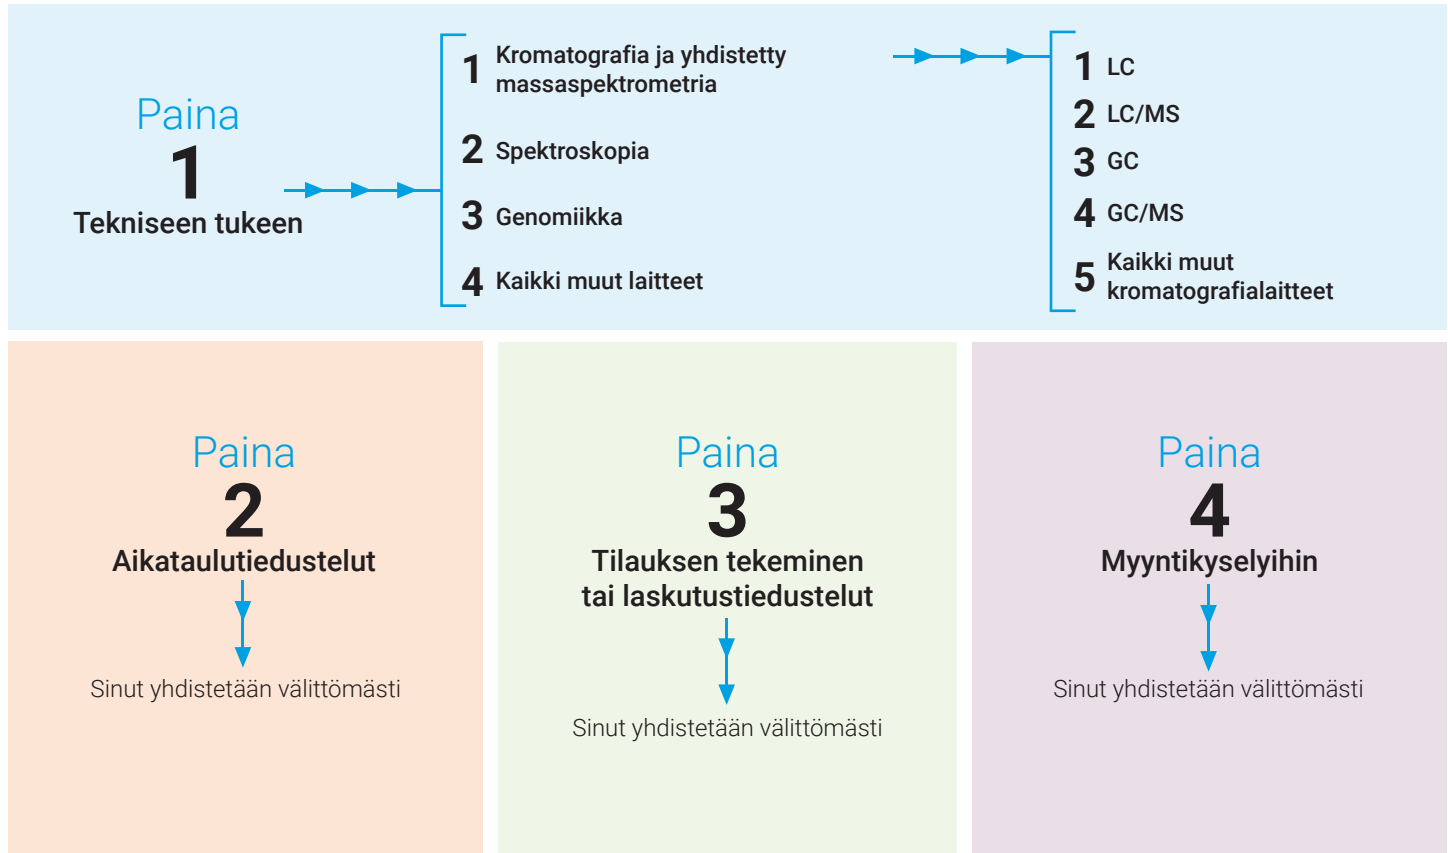 Paina
1
Tekniseen tukeen
1 Kromatografia ja yhdistetty
massaspektrometria
2 Spektroskopia
3 Genomiikka
4 Kaikki muut laitteet
1 LC
2 LC/MS
3 GC
4 GC/MS
5 Kaikki muut
kromatografialaitteet
Paina
2
Aikataulutiedustelut
Sinut yhdistetään välittömästi
Paina
3
Tilauksen tekeminen
tai laskutustiedustelut
Sinut yhdistetään välittömästi
Paina
4
Myyntikyselyihin
Sinut yhdistetään välittömästi